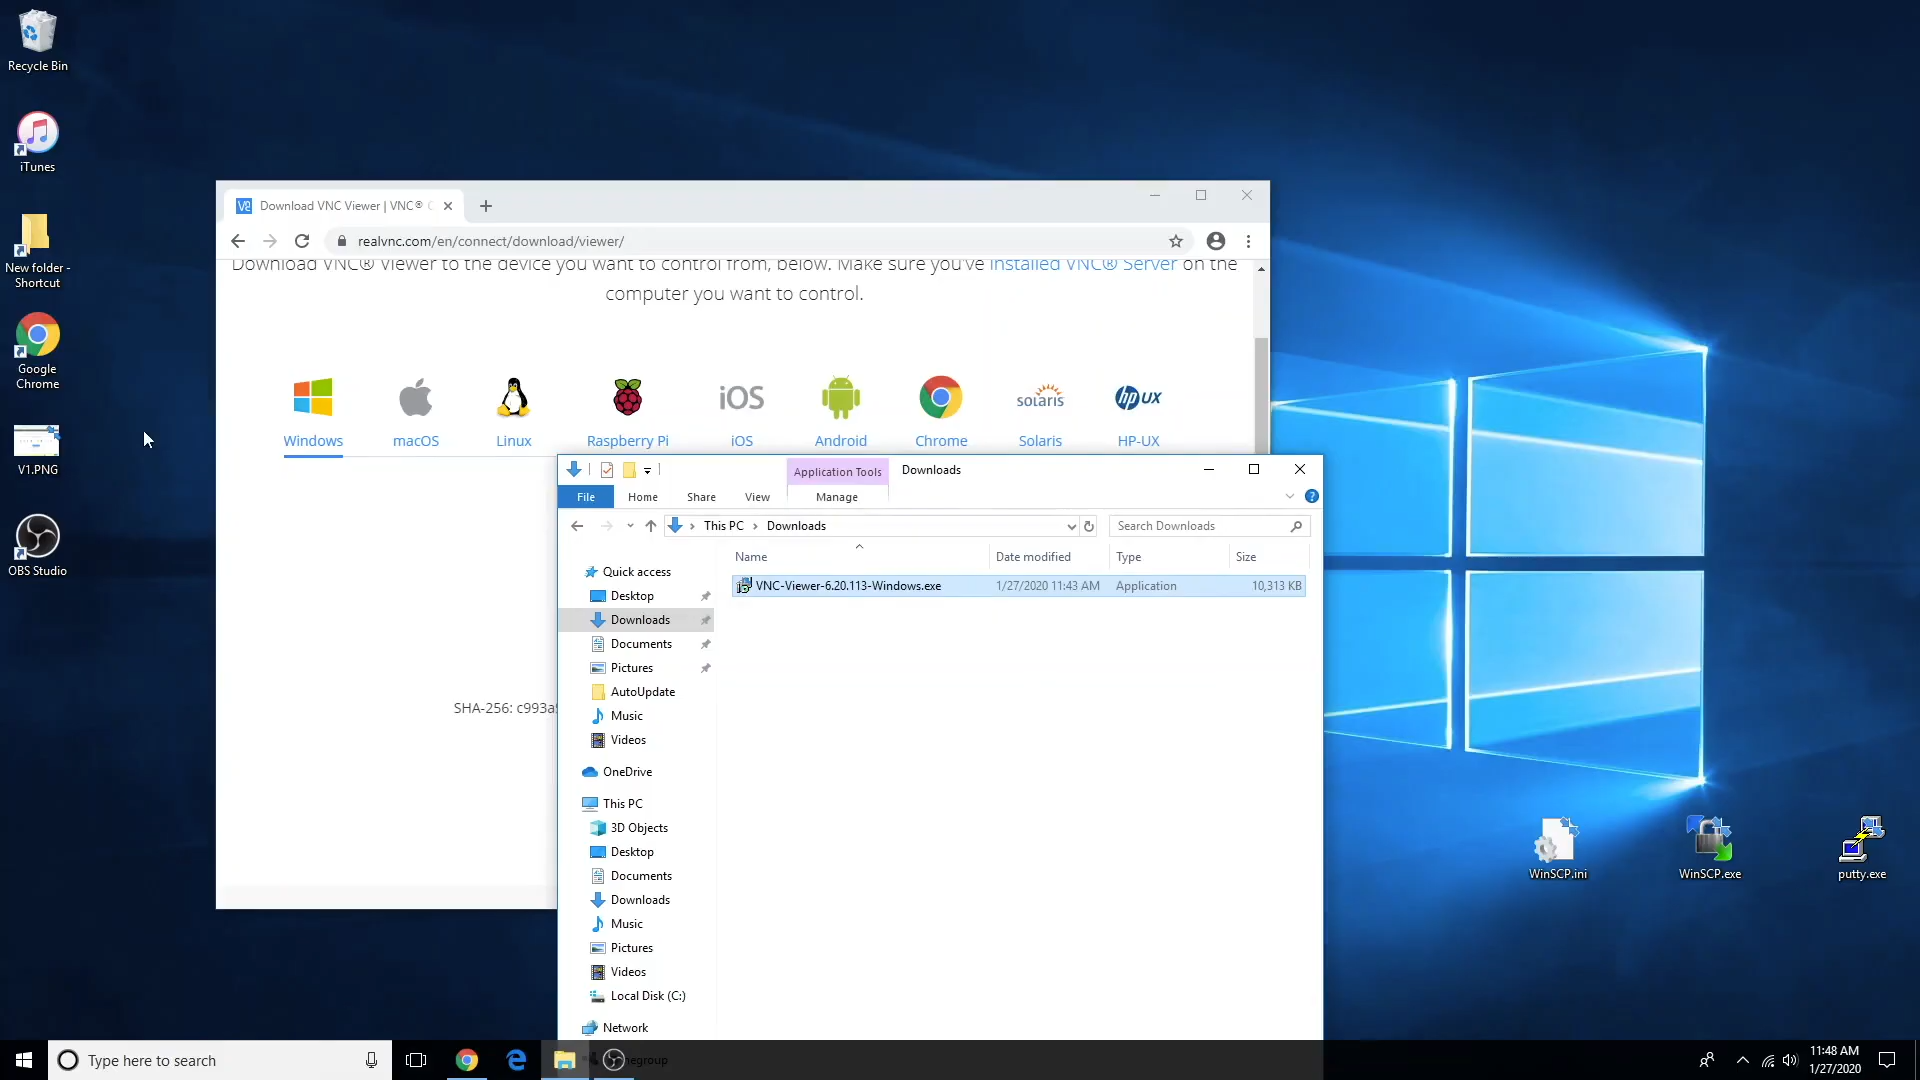 Recycle Bin
iTunes
New folder -
Shortcut
Google
Chrome
V1.PNG
OBS Studio
Download VNC Viewer | VNC®
realvnc.com/en/connect/download/viewer/
Download VNC® Viewer to the device you want to control from, below. Make sure you've installed VNC® Server on the
computer you want to control.
iOS
solaris
hp UX
Windows
macOS
Linux
Raspberry Pi
iOS
Android
Chrome
Solaris
HP-UX
SHA-256: c993a
Application Tools
Downloads
File
Home
Share
View
Manage
This PC
Downloads
Search Downloads
Name
Date modified
Type
Size
VNC-Viewer-6.20.113-Windows.exe
1/27/2020 11:43 AM
Application
10,313 KB
Quick access
Desktop
Downloads
Documents
Pictures
AutoUpdate
Music
Videos
OneDrive
This PC
3D Objects
Desktop
Documents
Downloads
Music
Pictures
Videos
Local Disk (C:)
Network
WinSCP.ini
WinSCP.exe
putty.exe
Type here to search
11:48 AM
1/27/2020